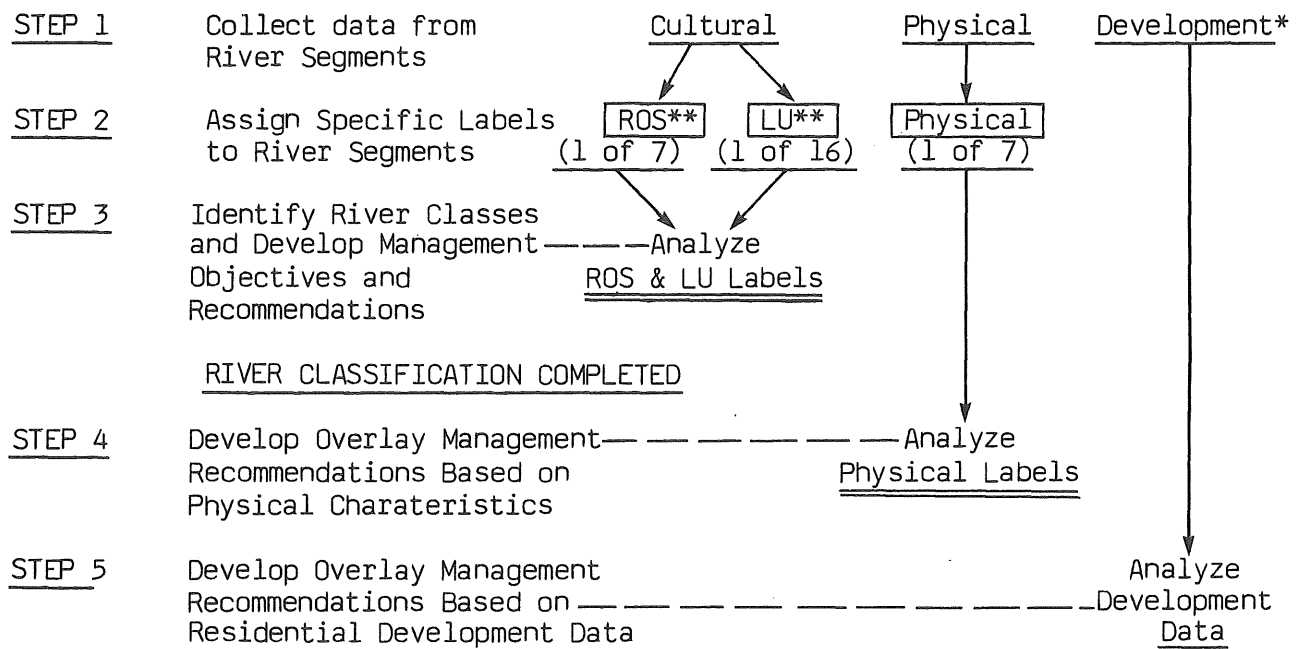 STEP 1 Collect data from Cultural Physical Development*
River Segments
STEP 2 Assign Specific Labels ROS** LU** Physical
to River Segments (1 of 7) (1 of 16) (1 of 7)
STEP 3 Identify River Classes
and Develop Management Analyze
Objectives and ROS & LU Labels
Recommendations
RIVER CLASSIFICATION COMPLETED
STEP 4 Develop Overlay Management Analyze
Recommendations Based on Physical Labels
Physical Charateristics
STEP 5 Develop Overlay Management Analyze
Recommendations Based on Development
Residential Development Data Data